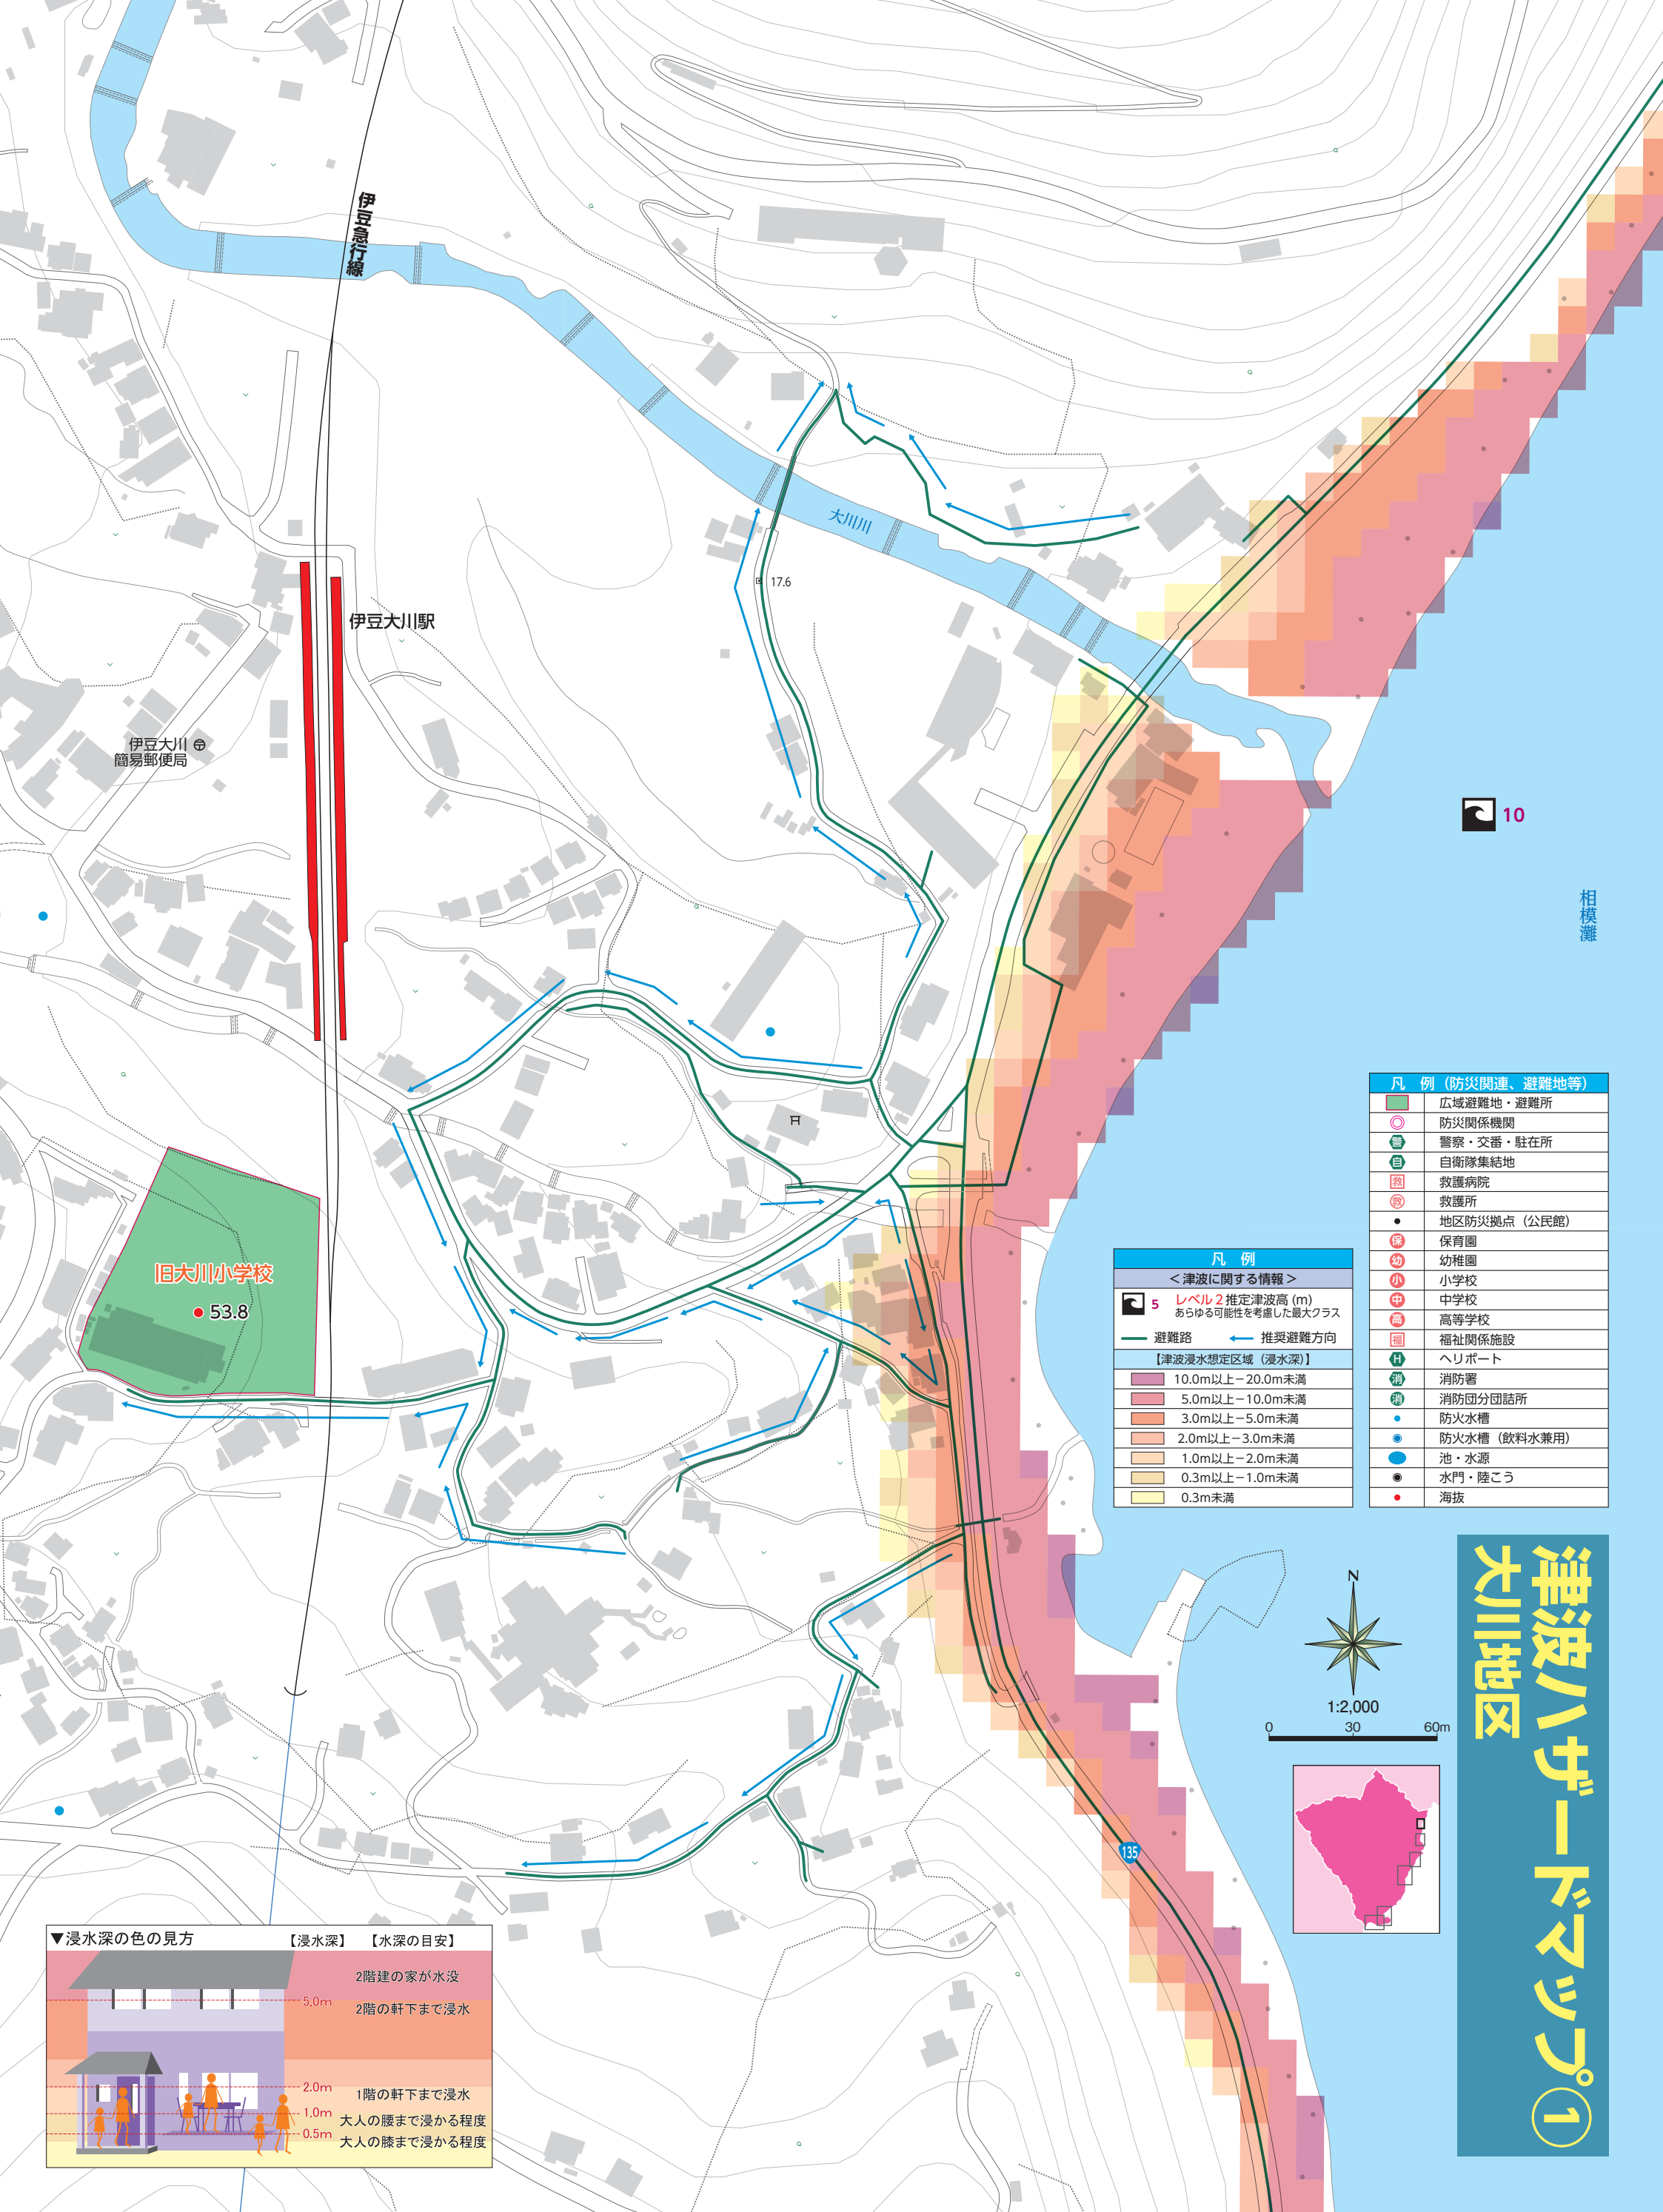 津波ハザードマップ①
大川地区
伊豆急行線
大川川
17.6
伊豆大川駅
伊豆大川
簡易郵便局
10
相模灘
旧大川小学校
53.8
135
凡　例
＜津波に関する情報＞
5 レベル２推定津波高(m)
あらゆる可能性を考慮した最大クラス
避難路 推奨避難方向
【津波浸水想定区域（浸水深）】
10.0m以上－20.0m未満
5.0m以上－10.0m未満
3.0m以上－5.0m未満
2.0m以上－3.0m未満
1.0m以上－2.0m未満
0.3m以上－1.0m未満
0.3m未満
凡　例（防災関連、避難地等）
広域避難地・避難所
防災関係機関
警 警察・交番・駐在所
自 自衛隊集結地
救 救護病院
救 救護所
地区防災拠点（公民館）
保 保育園
幼 幼稚園
小 小学校
中 中学校
高 高等学校
福 福祉関係施設
H ヘリポート
消 消防署
消 消防団分団詰所
防火水槽
防火水槽（飲料水兼用）
池・水源
水門・陸こう
海抜
N
1:2,000
0 30 60m
▼浸水深の色の見方 【浸水深】 【水深の目安】
2階建の家が水没
5.0m
2階の軒下まで浸水
2.0m
1階の軒下まで浸水
1.0m
大人の腰まで浸かる程度
0.5m
大人の膝まで浸かる程度